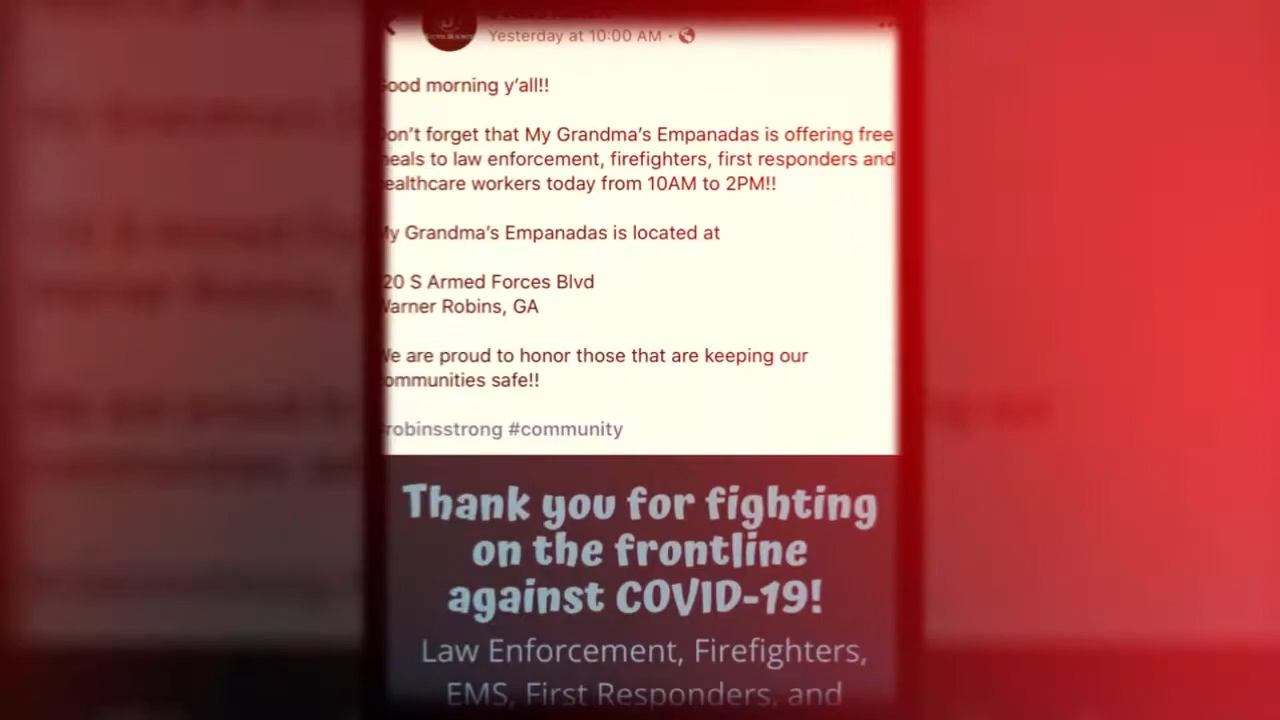 Yesterday at 10:00 AM ·
ood morning y'all!!
on't forget that My Grandma's Empanadas is offering free
eals to law enforcement, firefighters, first responders and
ealthcare workers today from 10AM to 2PM!!
y Grandma's Empanadas is located at
20 S Armed Forces Blvd
arner Robins, GA
e are proud to honor those that are keeping our
ommunities safe!!
robinsstrong #community
Thank you for fighting
on the frontline
against COVID-19!
Law Enforcement, Firefighters,
EMS, First Responders, and